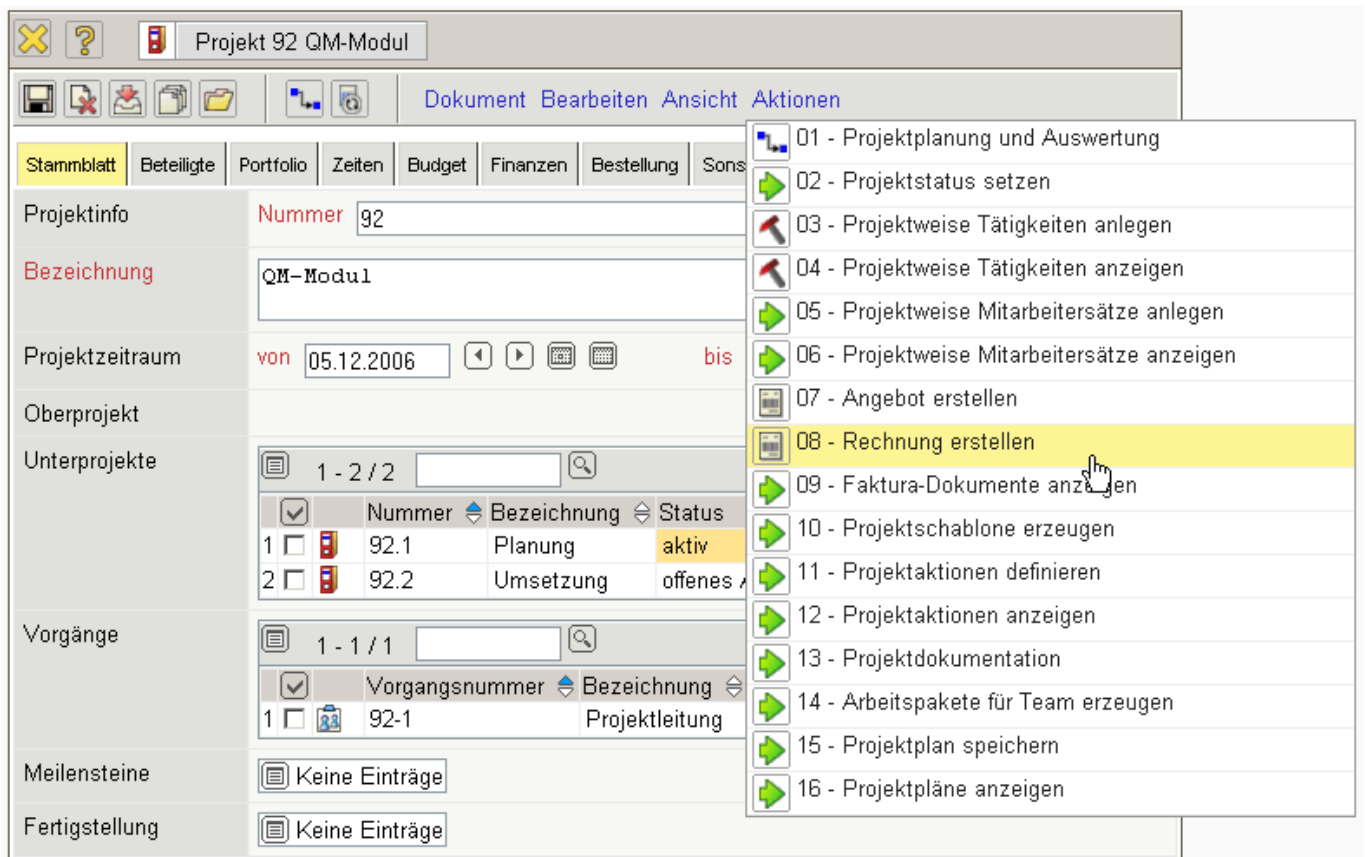 Projekt 92 QM-Modul
Dokument Bearbeiten Ansicht Aktionen
Stammblatt Beteiligte Portfolio Zeiten Budget Finanzen Bestellung Sons
01 - Projektplanung und Auswertung
02 - Projektstatus setzen
03 - Projektweise Tätigkeiten anlegen
04 - Projektweise Tätigkeiten anzeigen
05 - Projektweise Mitarbeitersätze anlegen
06 - Projektweise Mitarbeitersätze anzeigen
07 - Angebot erstellen
08 - Rechnung erstellen
09 - Faktura-Dokumente anzeigen
10 - Projektschablone erzeugen
11 - Projektaktionen definieren
12 - Projektaktionen anzeigen
13 - Projektdokumentation
14 - Arbeitspakete für Team erzeugen
15 - Projektplan speichern
16 - Projektpläne anzeigen
Projektinfo Nummer 92
Bezeichnung QM-Modul
Projektzeitraum von 05.12.2006 bis
Oberprojekt
Unterprojekte 1 - 2 / 2
Nummer Bezeichnung Status
1 92.1 Planung aktiv
2 92.2 Umsetzung offenes
Vorgänge 1 - 1 / 1
Vorgangsnummer Bezeichnung
1 92-1 Projektleitung
Meilensteine Keine Einträge
Fertigstellung Keine Einträge